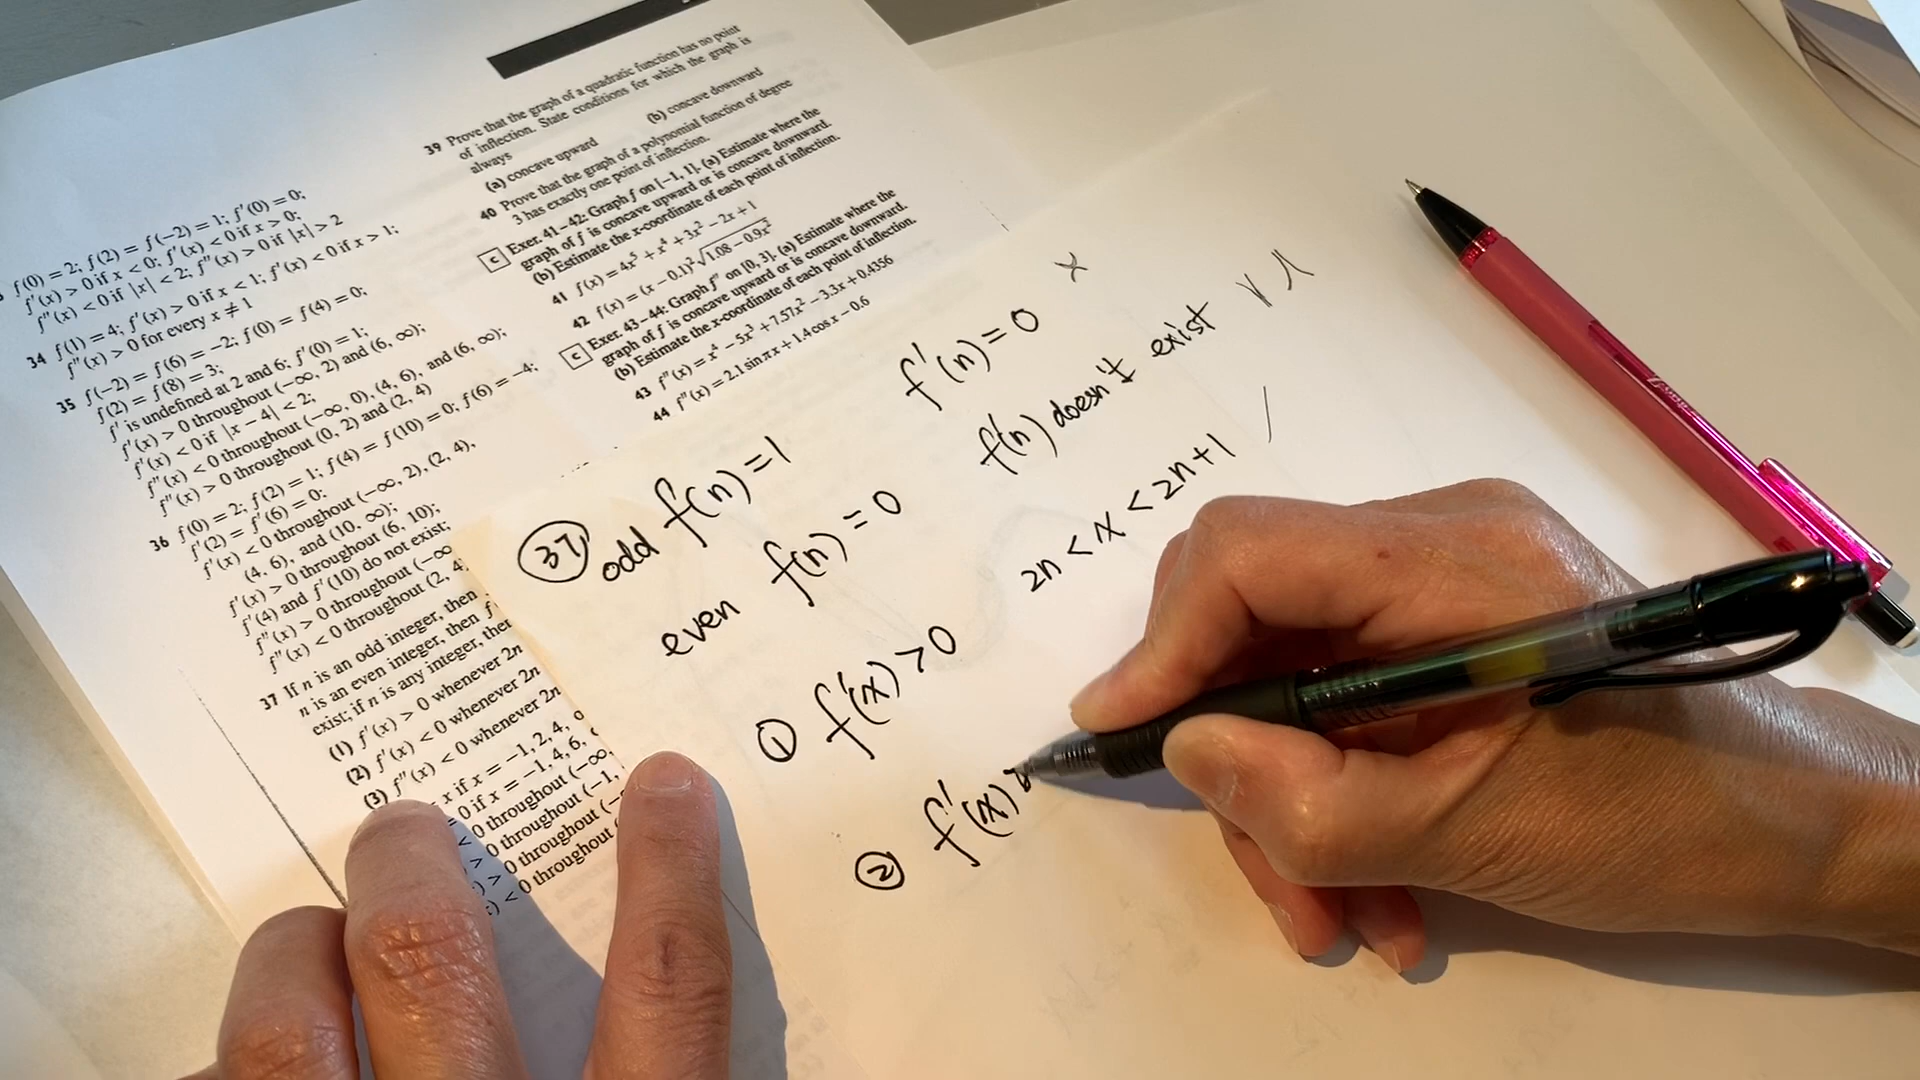 f(0) = 2; f(2) = f(−2) = 1; f′(0) = 0;
f′(x) > 0 if x < 0; f′(x) < 0 if x > 0;
f″(x) < 0 if |x| < 2; f″(x) > 0 if |x| > 2
34 f(1) = 4; f′(x) > 0 if x < 1; f′(x) < 0 if x > 1;
f″(x) > 0 for every x ≠ 1
35 f(−2) = f(6) = −2; f(0) = f(4) = 0;
f(2) = f(8) = 3;
f′ is undefined at 2 and 6; f′(0) = 1;
f′(x) > 0 throughout (−∞, 2) and (6, ∞);
f′(x) < 0 if |x − 4| < 2;
f″(x) < 0 throughout (−∞, 0), (4, 6), and (6, ∞);
f″(x) > 0 throughout (0, 2) and (2, 4)
36 f(0) = 2; f(2) = 1; f(4) = f(10) = 0; f(6) = −4;
f′(2) = f′(6) = 0;
f′(x) < 0 throughout (−∞, 2), (2, 4),
(4, 6), and (10, ∞);
f′(x) > 0 throughout (6, 10);
f′(4) and f′(10) do not exist;
f″(x) > 0 throughout (−∞
f″(x) < 0 throughout (2, 4
37 If n is an odd integer, then
n is an even integer, then f
exist; if n is any integer, then
(1) f′(x) > 0 whenever 2n
(2) f′(x) < 0 whenever 2n
(3) f″(x) < 0 whenever 2n
x if x = −1, 2, 4,
= 0 if x = −1, 4, 6,
0 throughout (−∞,
> 0 throughout (−1,
> 0 throughout (−
< 0 throughout
39 Prove that the graph of a quadratic function has no point
of inflection. State conditions for which the graph is
always
(a) concave upward (b) concave downward
40 Prove that the graph of a polynomial function of degree
3 has exactly one point of inflection.
c Exer. 41–42: Graph f on [−1, 1]. (a) Estimate where the
graph of f is concave upward or is concave downward.
(b) Estimate the x-coordinate of each point of inflection.
41 f(x) = 4x⁵ + x⁴ + 3x² − 2x + 1
42 f(x) = (x − 0.1)²√1.08 − 0.9x²
c Exer. 43–44: Graph f″ on [0, 3]. (a) Estimate where the
graph of f is concave upward or is concave downward.
(b) Estimate the x-coordinate of each point of inflection.
43 f″(x) = x⁴ − 5x³ + 7.57x² − 3.3x + 0.4356
44 f″(x) = 2.1 sin πx + 1.4 cos x − 0.6
37 odd f(n) = 1 f′(n) = 0 x
even f(n) = 0 f′(n) doesn't exist
① f′(x) > 0 2n < x < 2n+1
② f′(x)